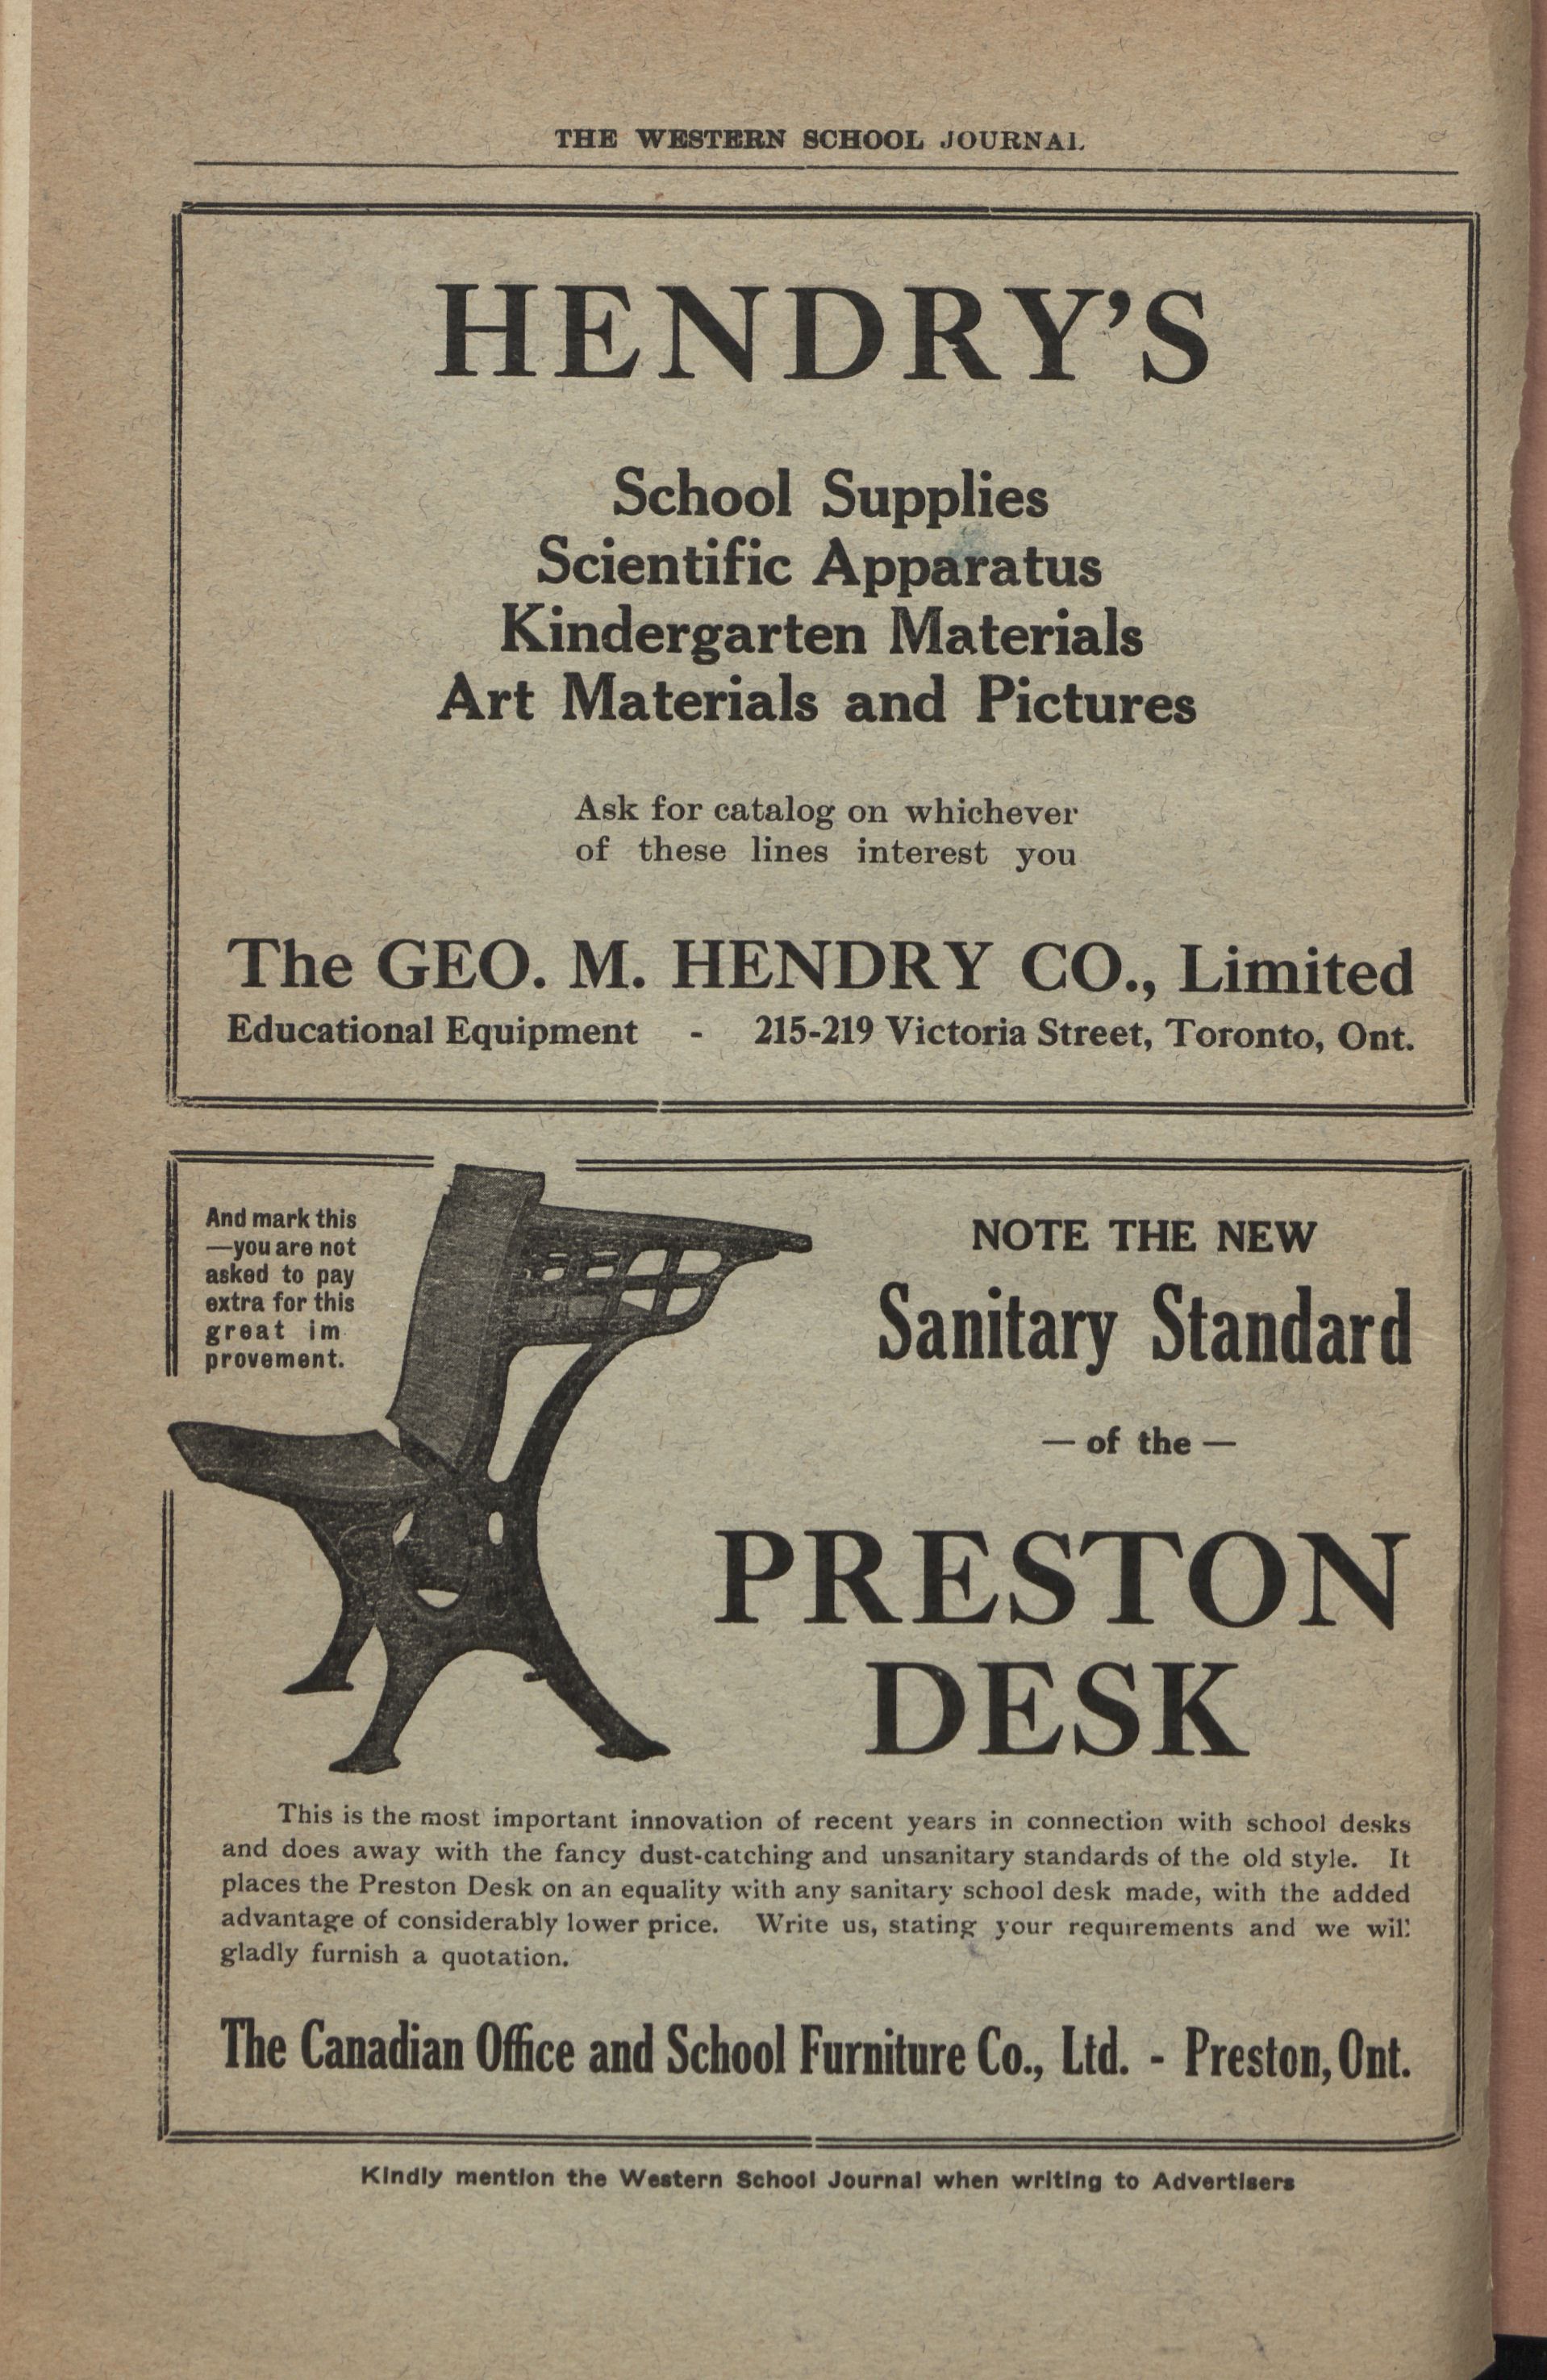 THE WESTERN SCHOOL JOURNAL
HENDRY'S
School Supplies
Scientific Apparatus
Kindergarten Materials
Art Materials and Pictures
Ask for catalog on whichever
of these lines interest you
The GEO. M. HENDRY CO., Limited
Educational Equipment - 215-219 Victoria Street, Toronto, Ont.
And mark this
—you are not
asked to pay
extra for this
great im
provement.
NOTE THE NEW
Sanitary Standard
— of the —
PRESTON
DESK
This is the most important innovation of recent years in connection with school desks
and does away with the fancy dust-catching and unsanitary standards of the old style. It
places the Preston Desk on an equality with any sanitary school desk made, with the added
advantage of considerably lower price. Write us, stating your requirements and we will
gladly furnish a quotation.
The Canadian Office and School Furniture Co., Ltd. - Preston, Ont.
Kindly mention the Western School Journal when writing to Advertisers